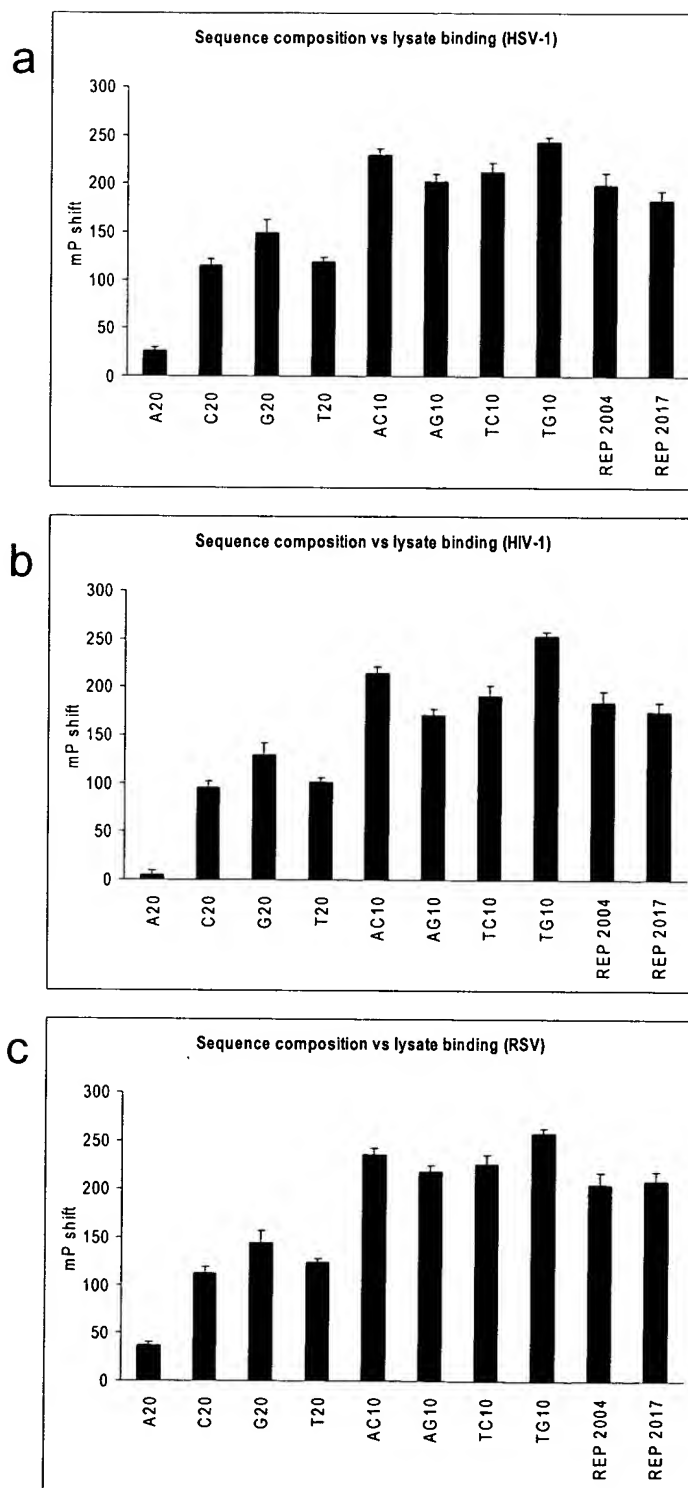 a
Sequence composition vs lysate binding (HSV-1)
300
250
200
150
100
50
0
mP shift
A20
C20
G20
T20
AC10
AG10
TC10
TG10
REP 2004
REP 2017
b
Sequence composition vs lysate binding (HIV-1)
300
250
200
150
100
50
0
mP shift
A20
C20
G20
T20
AC10
AG10
TC10
TG10
REP 2004
REP 2017
c
Sequence composition vs lysate binding (RSV)
300
250
200
150
100
50
0
mP shift
A20
C20
G20
T20
AC10
AG10
TC10
TG10
REP 2004
REP 2017